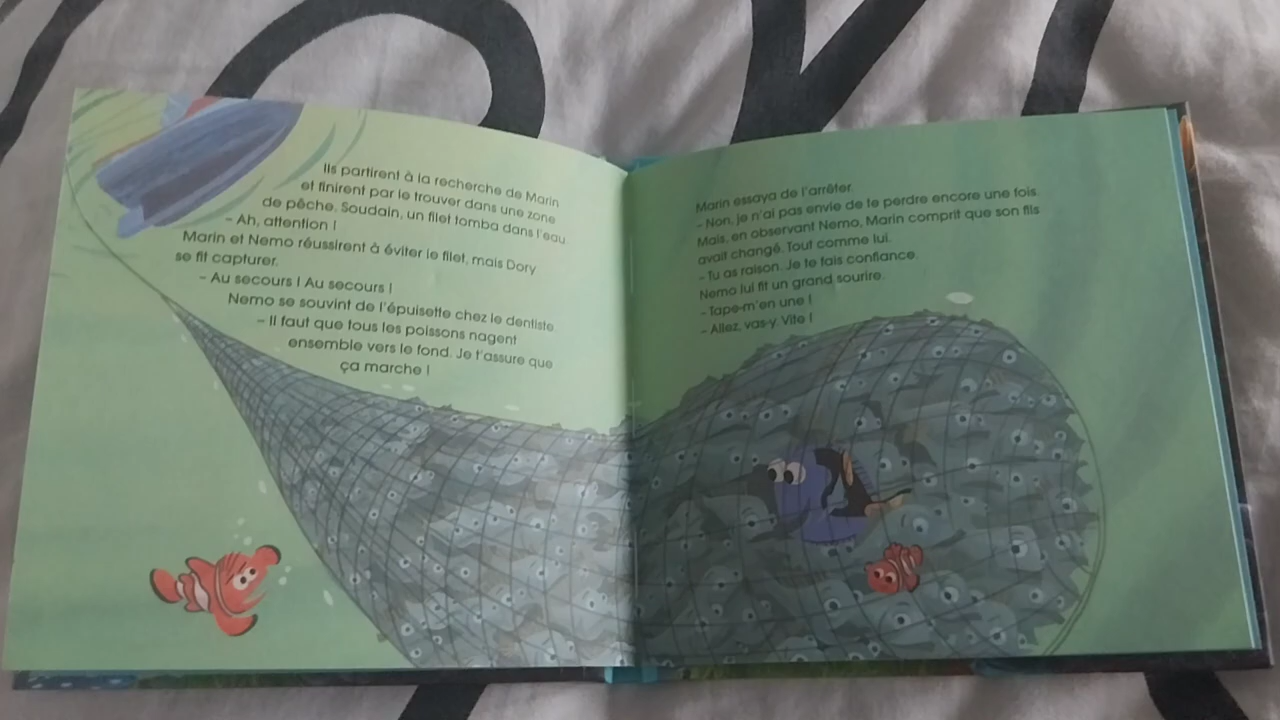 Ils partirent à la recherche de Marin
et finirent par le trouver dans une zone
de pêche. Soudain, un filet tomba dans l'eau.
– Ah, attention !
Marin et Nemo réussirent à éviter le filet, mais Dory
se fit capturer.
– Au secours ! Au secours !
Nemo se souvint de l'épuisette chez le dentiste.
– Il faut que tous les poissons nagent
ensemble vers le fond. Je t'assure que
ça marche !
Marin essaya de l'arrêter.
– Non, je n'ai pas envie de te perdre encore une fois.
Mais, en observant Nemo, Marin comprit que son fils
avait changé. Tout comme lui.
– Tu as raison. Je te fais confiance.
Nemo lui fit un grand sourire.
– Tape-m'en une !
– Allez, vas-y. Vite !